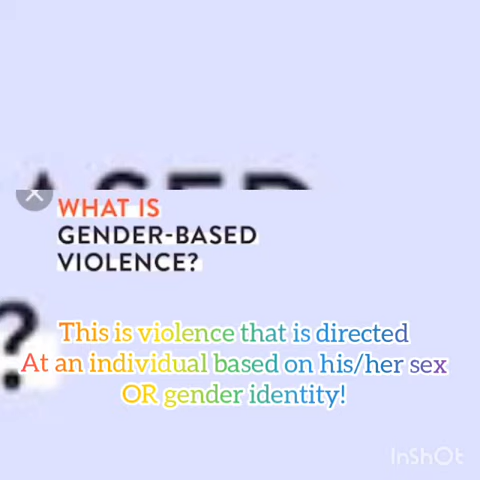 ASED
WHAT IS
GENDER-BASED
VIOLENCE?
?
This is violence that is directed
At an individual based on his/her sex
OR gender identity!
InShOt